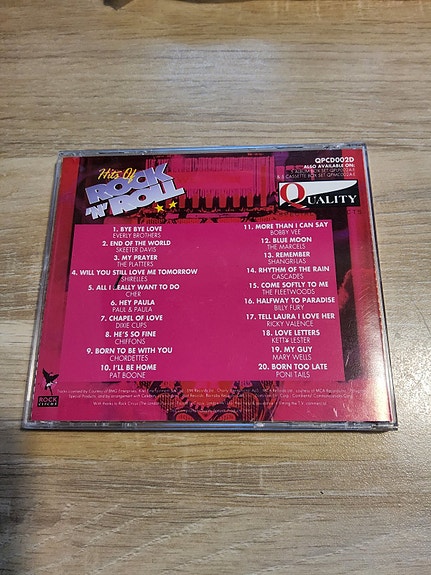 Hits Of
ROCK
'N' ROLL
QPCD002D
ALSO AVAILABLE ON:
QUALITY
1. BYE BYE LOVE
EVERLY BROTHERS
2. END OF THE WORLD
SKEETER DAVIS
3. MY PRAYER
THE PLATTERS
4. WILL YOU STILL LOVE ME TOMORROW
SHIRELLES
5. ALL I REALLY WANT TO DO
CHER
6. HEY PAULA
PAUL & PAULA
7. CHAPEL OF LOVE
DIXIE CUPS
8. HE'S SO FINE
CHIFFONS
9. BORN TO BE WITH YOU
CHORDETTES
10. I'LL BE HOME
PAT BOONE
11. MORE THAN I CAN SAY
BOBBY VEE
12. BLUE MOON
THE MARCELS
13. REMEMBER
SHANGRILAS
14. RHYTHM OF THE RAIN
CASCADES
15. COME SOFTLY TO ME
THE FLEETWOODS
16. HALFWAY TO PARADISE
BILLY FURY
17. TELL LAURA I LOVE HER
RICKY VALENCE
18. LOVE LETTERS
KETTY LESTER
19. MY GUY
MARY WELLS
20. BORN TOO LATE
PONI TAILS
ROCK
CIRCUS